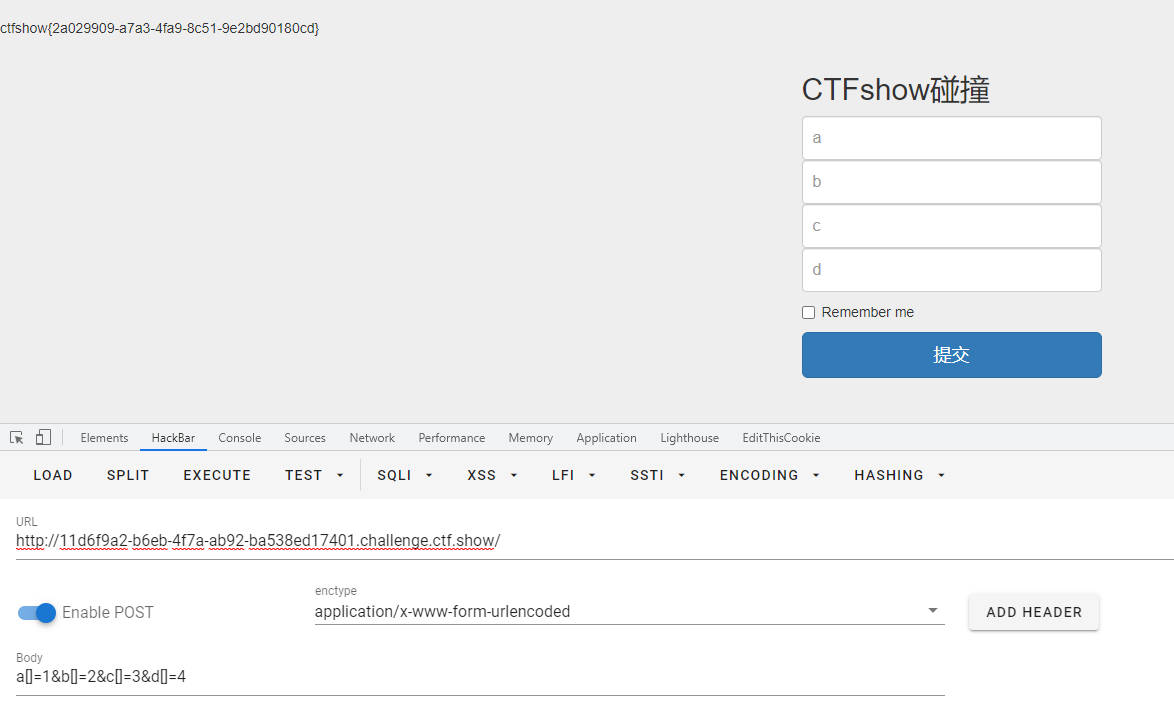 ctfshow{2a029909-a7a3-4fa9-8c51-9e2bd90180cd}
CTFshow碰撞
a
b
c
d
Remember me
提交
Elements HackBar Console Sources Network Performance Memory Application Lighthouse EditThisCookie
LOAD SPLIT EXECUTE TEST SQLI XSS LFI SSTI ENCODING HASHING
URL
http://11d6f9a2-b6eb-4f7a-ab92-ba538ed17401.challenge.ctf.show/
enctype
Enable POST application/x-www-form-urlencoded ADD HEADER
Body
a[]=1&b[]=2&c[]=3&d[]=4